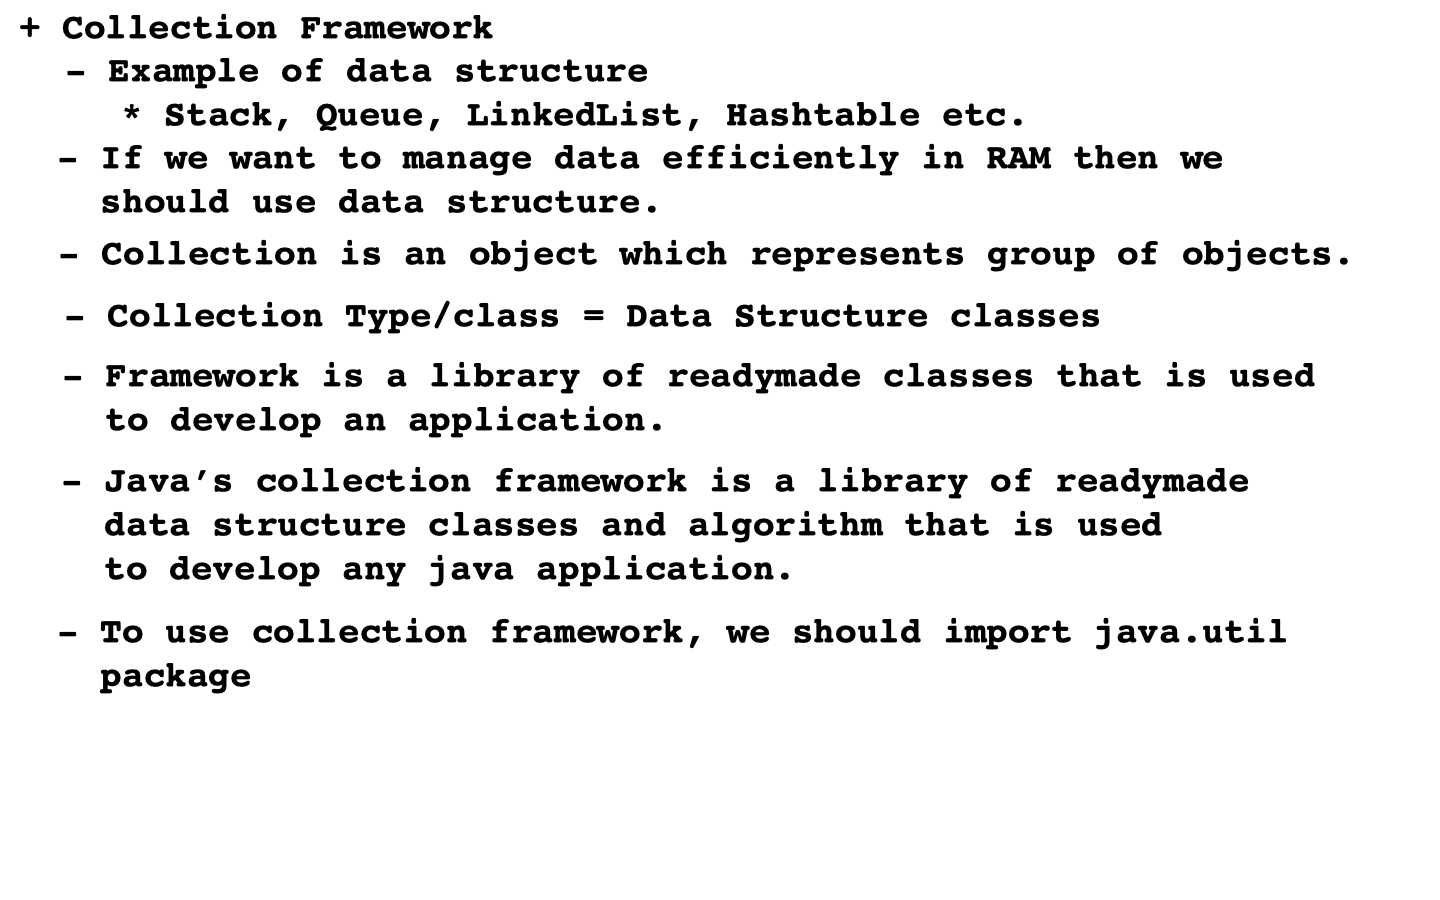 + Collection Framework
- Example of data structure
* Stack, Queue, LinkedList, Hashtable etc.
- If we want to manage data efficiently in RAM then we
should use data structure.
- Collection is an object which represents group of objects.
- Collection Type/class = Data Structure classes
- Framework is a library of readymade classes that is used
to develop an application.
- Java’s collection framework is a library of readymade
data structure classes and algorithm that is used
to develop any java application.
- To use collection framework, we should import java.util
package